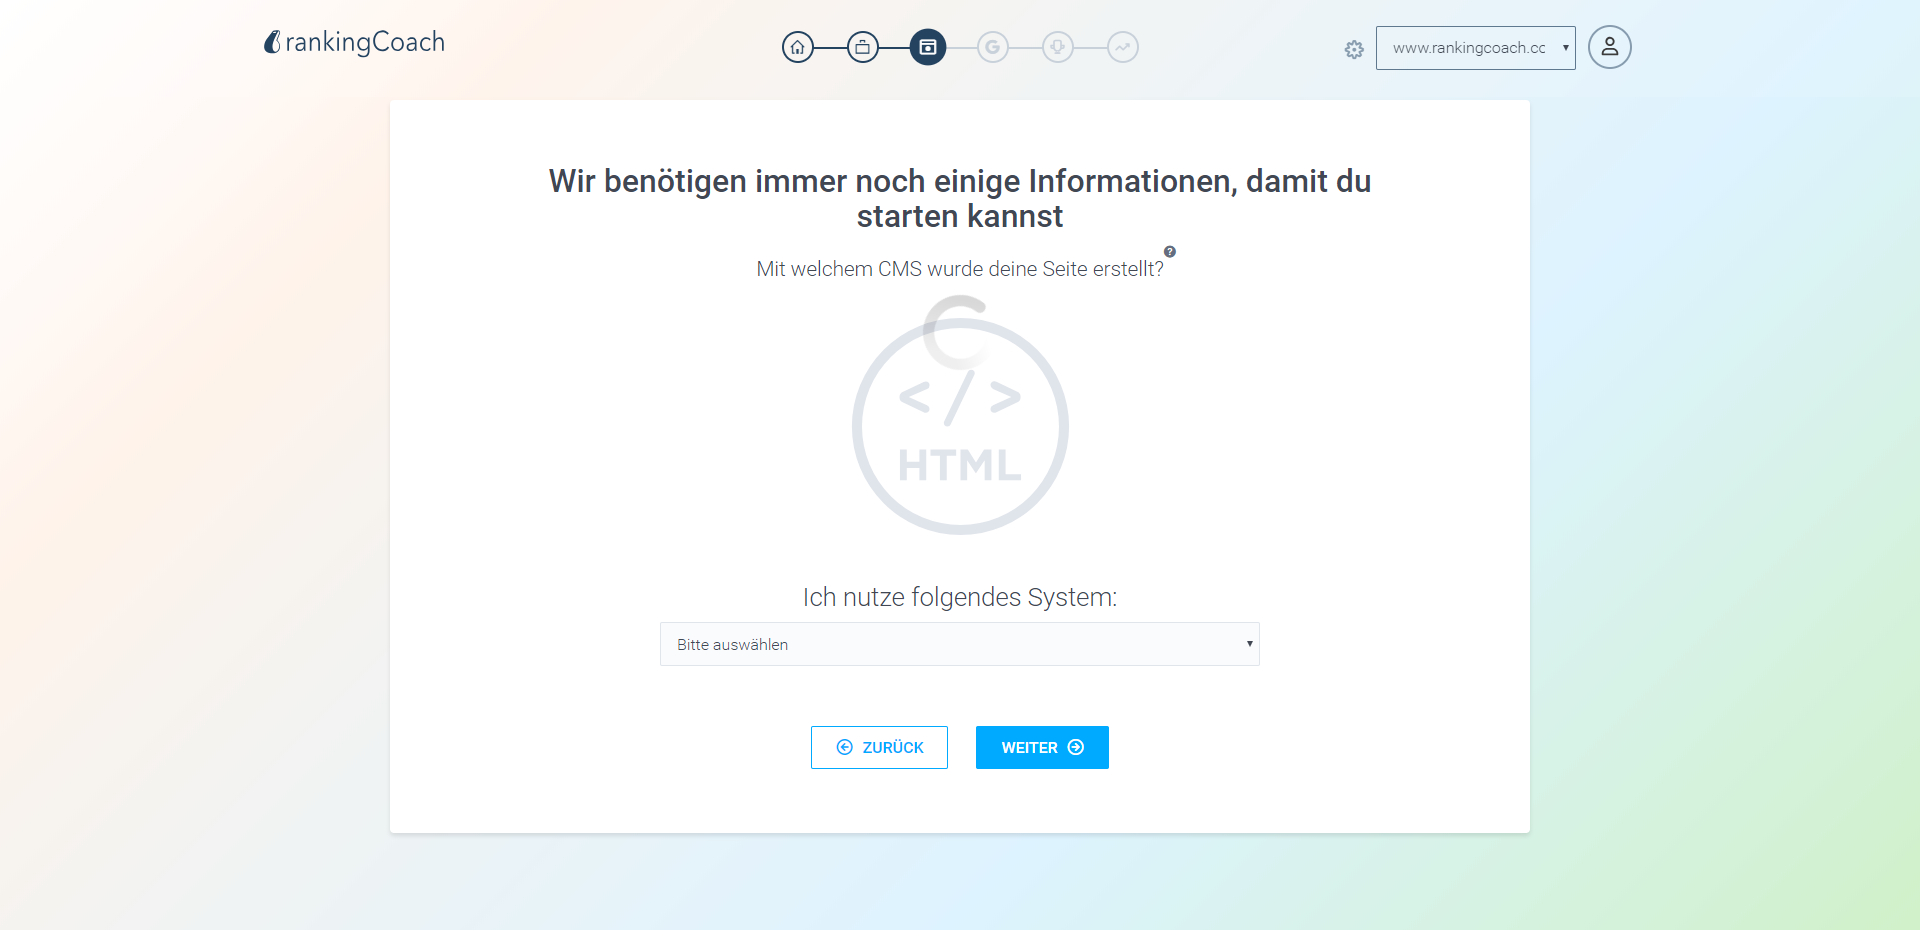 rankingCoach
www.rankingcoach.cc
Wir benötigen immer noch einige Informationen, damit du
starten kannst
Mit welchem CMS wurde deine Seite erstellt?
</>
HTML
Ich nutze folgendes System:
Bitte auswählen
ZURÜCK
WEITER